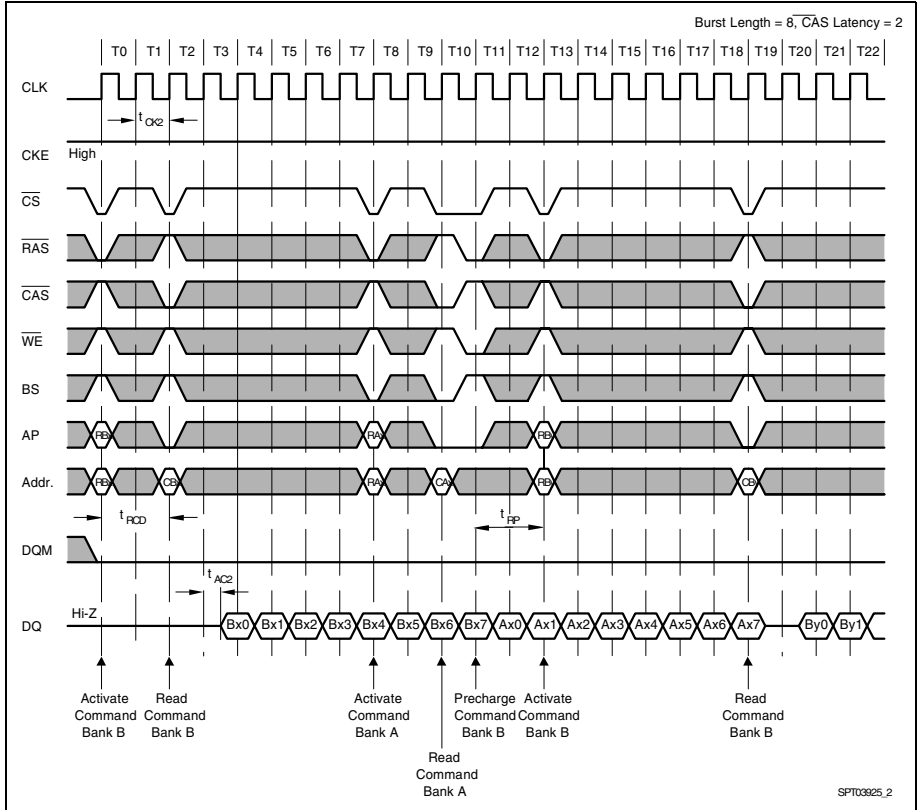 Burst Length = 8, CAS Latency = 2
T0 T1 T2 T3 T4 T5 T6 T7 T8 T9 T10 T11 T12 T13 T14 T15 T16 T17 T18 T19 T20 T21 T22
CLK
t CK2
CKE High
CS
RAS
CAS
WE
BS
AP RBx RAx RBy
Addr. RBx CBx RAx CAx RBy CBy
t RCD
t RP
DQM
t AC2
DQ Hi-Z Bx0 Bx1 Bx2 Bx3 Bx4 Bx5 Bx6 Bx7 Ax0 Ax1 Ax2 Ax3 Ax4 Ax5 Ax6 Ax7 By0 By1
Activate Command Bank B
Read Command Bank B
Activate Command Bank A
Read Command Bank A
Precharge Command Bank B
Activate Command Bank B
Read Command Bank B
SPT03925_2